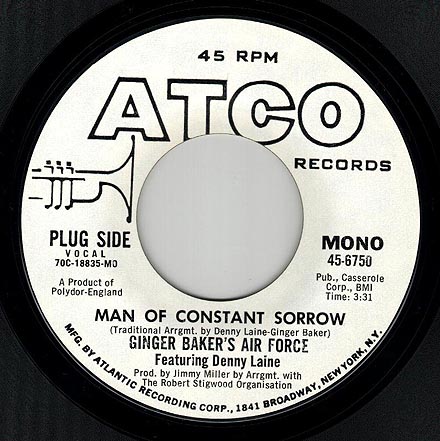 45 RPM
ATCO
RECORDS
PLUG SIDE
VOCAL
70C-18835-MO
A Product of
Polydor-England
MONO
45-6750
Pub., Casserole
Corp., BMI
Time: 3:31
MAN OF CONSTANT SORROW
(Traditional Arrgmt. by Denny Laine-Ginger Baker)
GINGER BAKER'S AIR FORCE
Featuring Denny Laine
Prod. by Jimmy Miller by Arrgmt. with
The Robert Stigwood Organisation
MFG. BY ATLANTIC RECORDING CORP., 1841 BROADWAY, NEW YORK, N.Y.